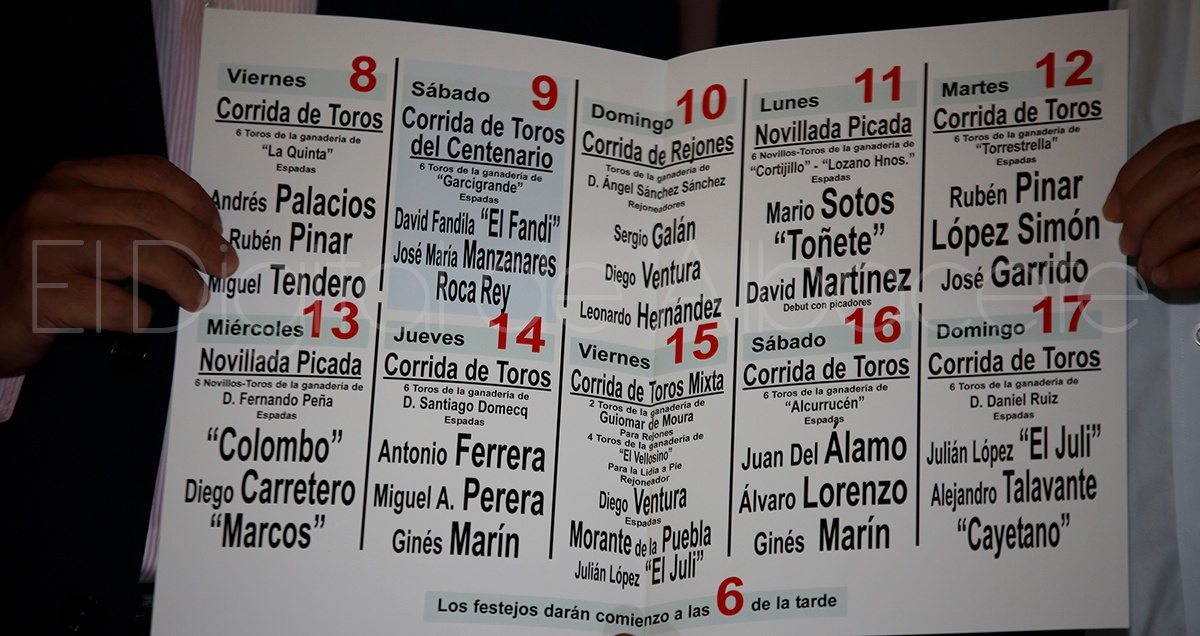 Viernes 8
Corrida de Toros
6 Toros de la ganadería de
"La Quinta"
Espadas
Andrés Palacios
Rubén Pinar
Miguel Tendero
Sábado 9
Corrida de Toros
del Centenario
6 Toros de la ganadería de
"Garcigrande"
Espadas
David Fandila "El Fandi"
José María Manzanares
Roca Rey
Domingo 10
Corrida de Rejones
Toros de la ganadería de
D. Ángel Sánchez Sánchez
Rejoneadores
Sergio Galán
Diego Ventura
Leonardo Hernández
Lunes 11
Novillada Picada
6 Novillos-Toros de la ganadería de
"Cortijillo" - "Lozano Hnos."
Espadas
Mario Sotos
"Toñete"
David Martínez
Debut con picadores
Martes 12
Corrida de Toros
6 Toros de la ganadería de
"Torrestrella"
Espadas
Rubén Pinar
López Simón
José Garrido
Miércoles 13
Novillada Picada
6 Novillos-Toros de la ganadería de
D. Fernando Peña
Espadas
"Colombo"
Diego Carretero
"Marcos"
Jueves 14
Corrida de Toros
6 Toros de la ganadería de
D. Santiago Domecq
Espadas
Antonio Ferrera
Miguel A. Perera
Ginés Marín
Viernes 15
Corrida de Toros Mixta
2 Toros de la ganadería de
Guiomar de Moura
Para Rejones
4 Toros de la ganadería de
"El Vellosino"
Para la Lidia a Pie
Rejoneador
Diego Ventura
Espadas
Morante de la Puebla
Julián López "El Juli"
Sábado 16
Corrida de Toros
6 Toros de la ganadería de
"Alcurrucén"
Espadas
Juan Del Álamo
Álvaro Lorenzo
Ginés Marín
Domingo 17
Corrida de Toros
6 Toros de la ganadería de
D. Daniel Ruiz
Espadas
Julián López "El Juli"
Alejandro Talavante
"Cayetano"
Los festejos darán comienzo a las 6 de la tarde
El Digital de Albacete